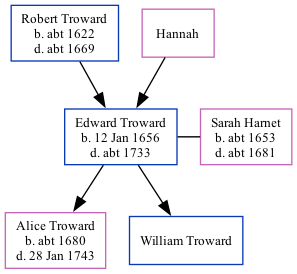 Robert Troward
b. abt 1622
d. abt 1669
Hannah
Edward Troward
b. 12 Jan 1656
d. abt 1733
Sarah Harnet
b. abt 1653
d. abt 1681
Alice Troward
b. abt 1680
d. 28 Jan 1743
William Troward